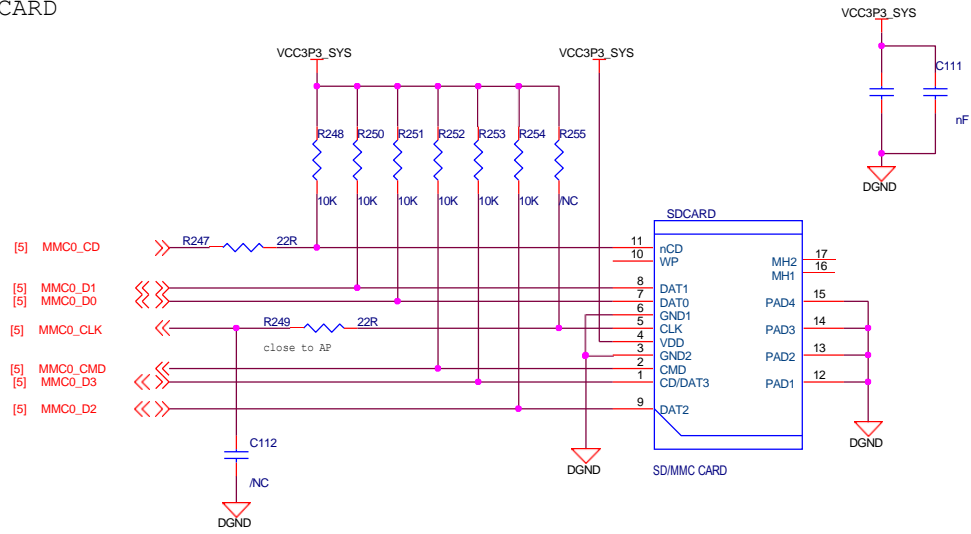 CARD
VCC3P3_SYS
VCC3P3_SYS
VCC3P3_SYS
C111
nF
DGND
R248
R250
R251
R252
R253
R254
R255
10K
10K
10K
10K
10K
10K
/NC
SDCARD
[5] MMC0_CD
R247
22R
11
nCD
10
WP
MH2
17
MH1
16
[5] MMC0_D1
8
DAT1
[5] MMC0_D0
7
DAT0
PAD4
15
6
GND1
[5] MMC0_CLK
R249
22R
5
CLK
PAD3
14
close to AP
4
VDD
3
GND2
PAD2
13
[5] MMC0_CMD
2
CMD
[5] MMC0_D3
1
CD/DAT3
PAD1
12
[5] MMC0_D2
9
DAT2
C112
/NC
DGND
DGND
SD/MMC CARD
DGND